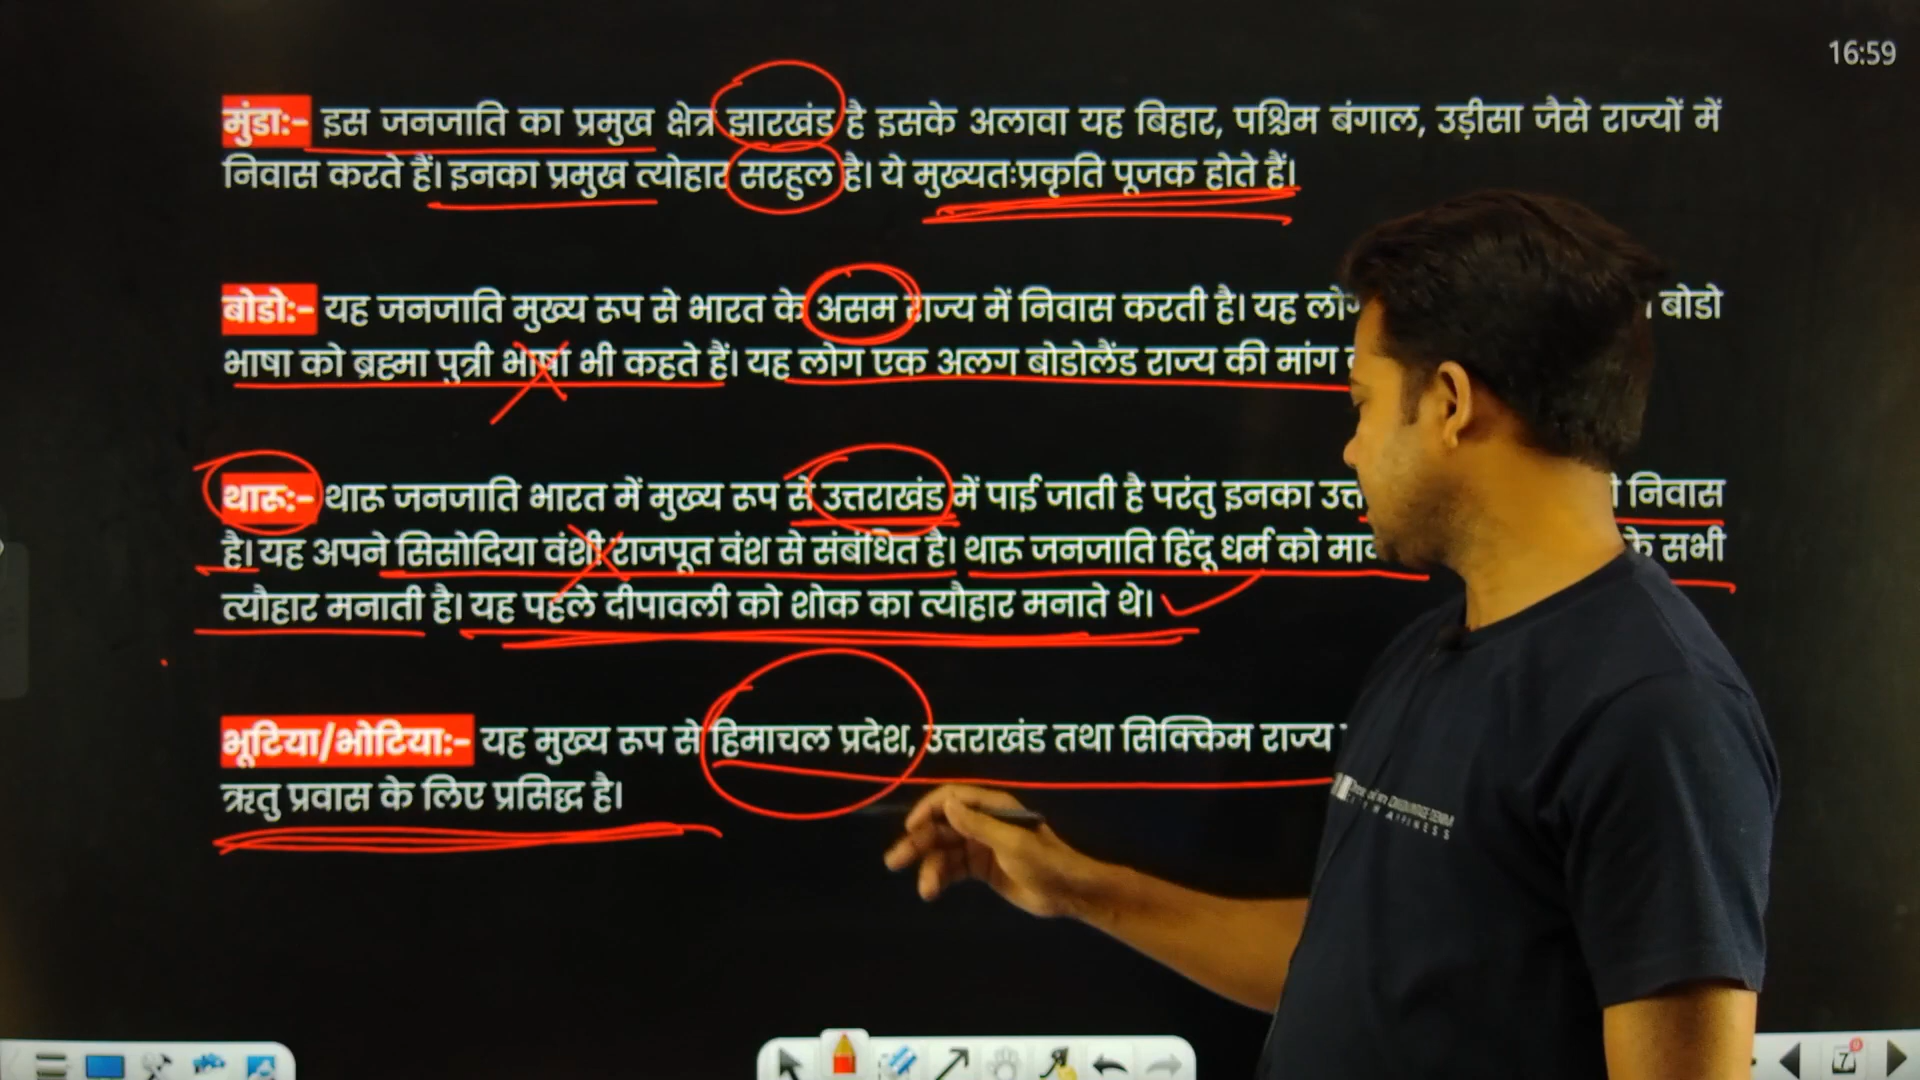 16:59
मुंडा:- इस जनजाति का प्रमुख क्षेत्र झारखंड है इसके अलावा यह बिहार, पश्चिम बंगाल, उड़ीसा जैसे राज्यों में
निवास करते हैं। इनका प्रमुख त्योहार सरहुल है। ये मुख्यतःप्रकृति पूजक होते हैं।
बोडो:- यह जनजाति मुख्य रूप से भारत के असम राज्य में निवास करती है। यह बोडो
भाषा को ब्रह्मा पुत्री भाषा भी कहते हैं। यह लोग एक अलग बोडोलैंड राज्य की मांग
थारू:- थारू जनजाति भारत में मुख्य रूप से उत्तराखंड में पाई जाती है परंतु इनका निवास
है। यह अपने सिसोदिया वंशी राजपूत वंश से संबंधित है। थारू जनजाति हिंदू धर्म को के सभी
त्यौहार मनाती है। यह पहले दीपावली को शोक का त्यौहार मनाते थे।
भूटिया/भोटिया:- यह मुख्य रूप से हिमाचल प्रदेश, उत्तराखंड तथा सिक्किम राज्य
ऋतु प्रवास के लिए प्रसिद्ध है।
7